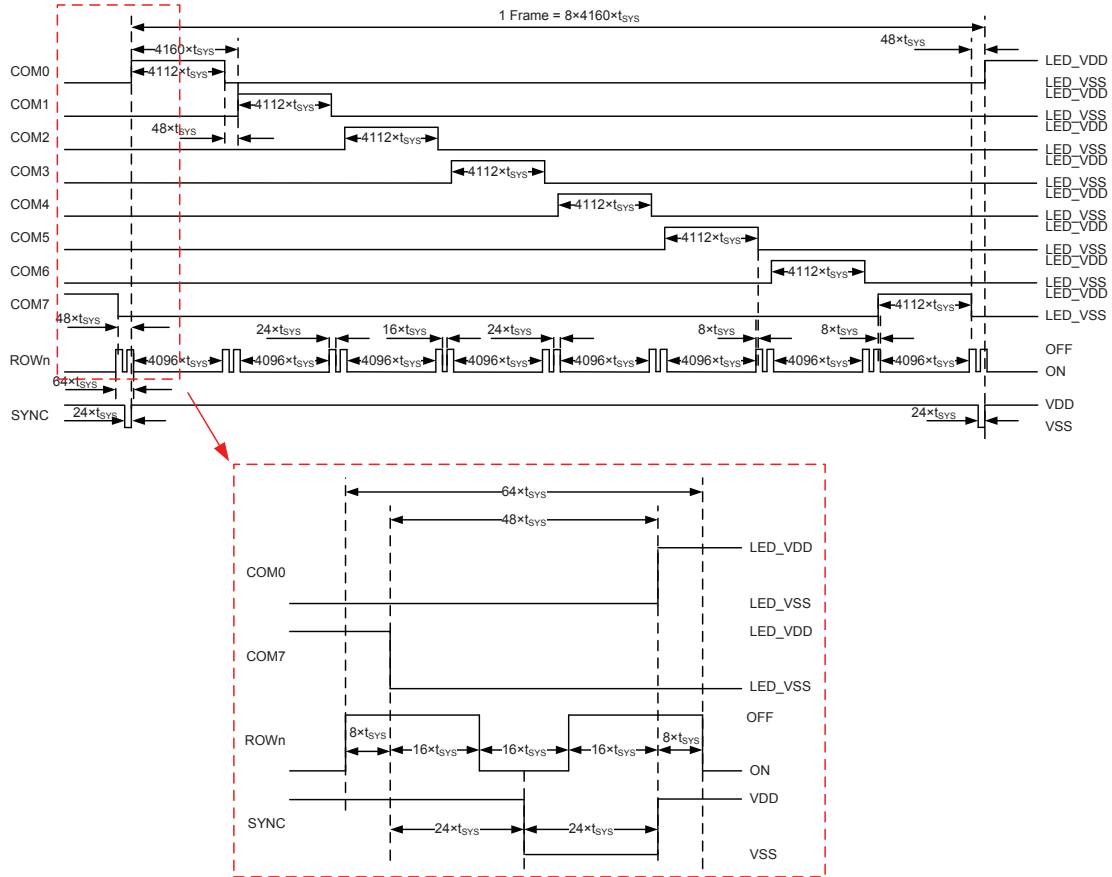 1 Frame = 8×4160×tSYS
4160×tSYS
48×tSYS
COM0
4112×tSYS
LED_VDD
LED_VSS
COM1
4112×tSYS
LED_VDD
LED_VSS
48×tSYS
COM2
4112×tSYS
LED_VDD
LED_VSS
COM3
4112×tSYS
LED_VDD
LED_VSS
COM4
4112×tSYS
LED_VDD
LED_VSS
COM5
4112×tSYS
LED_VDD
LED_VSS
COM6
4112×tSYS
LED_VDD
LED_VSS
COM7
4112×tSYS
LED_VDD
LED_VSS
48×tSYS
24×tSYS
16×tSYS
24×tSYS
8×tSYS
8×tSYS
ROWn
4096×tSYS
4096×tSYS
4096×tSYS
4096×tSYS
4096×tSYS
4096×tSYS
4096×tSYS
4096×tSYS
OFF
ON
64×tSYS
SYNC
24×tSYS
24×tSYS
VDD
VSS
64×tSYS
48×tSYS
COM0
LED_VDD
LED_VSS
COM7
LED_VDD
LED_VSS
ROWn
8×tSYS
16×tSYS
16×tSYS
16×tSYS
8×tSYS
OFF
ON
SYNC
24×tSYS
24×tSYS
VDD
VSS